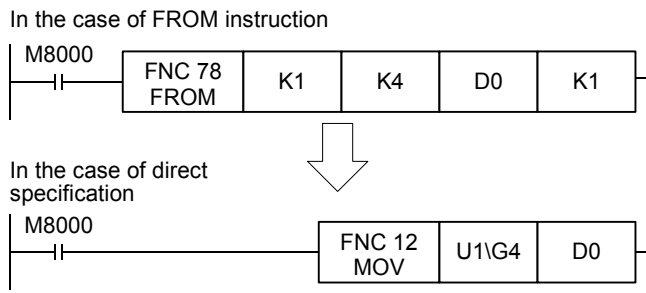 In the case of FROM instruction
M8000
FNC 78
FROM
K1
K4
D0
K1
In the case of direct
specification
M8000
FNC 12
MOV
U1\G4
D0